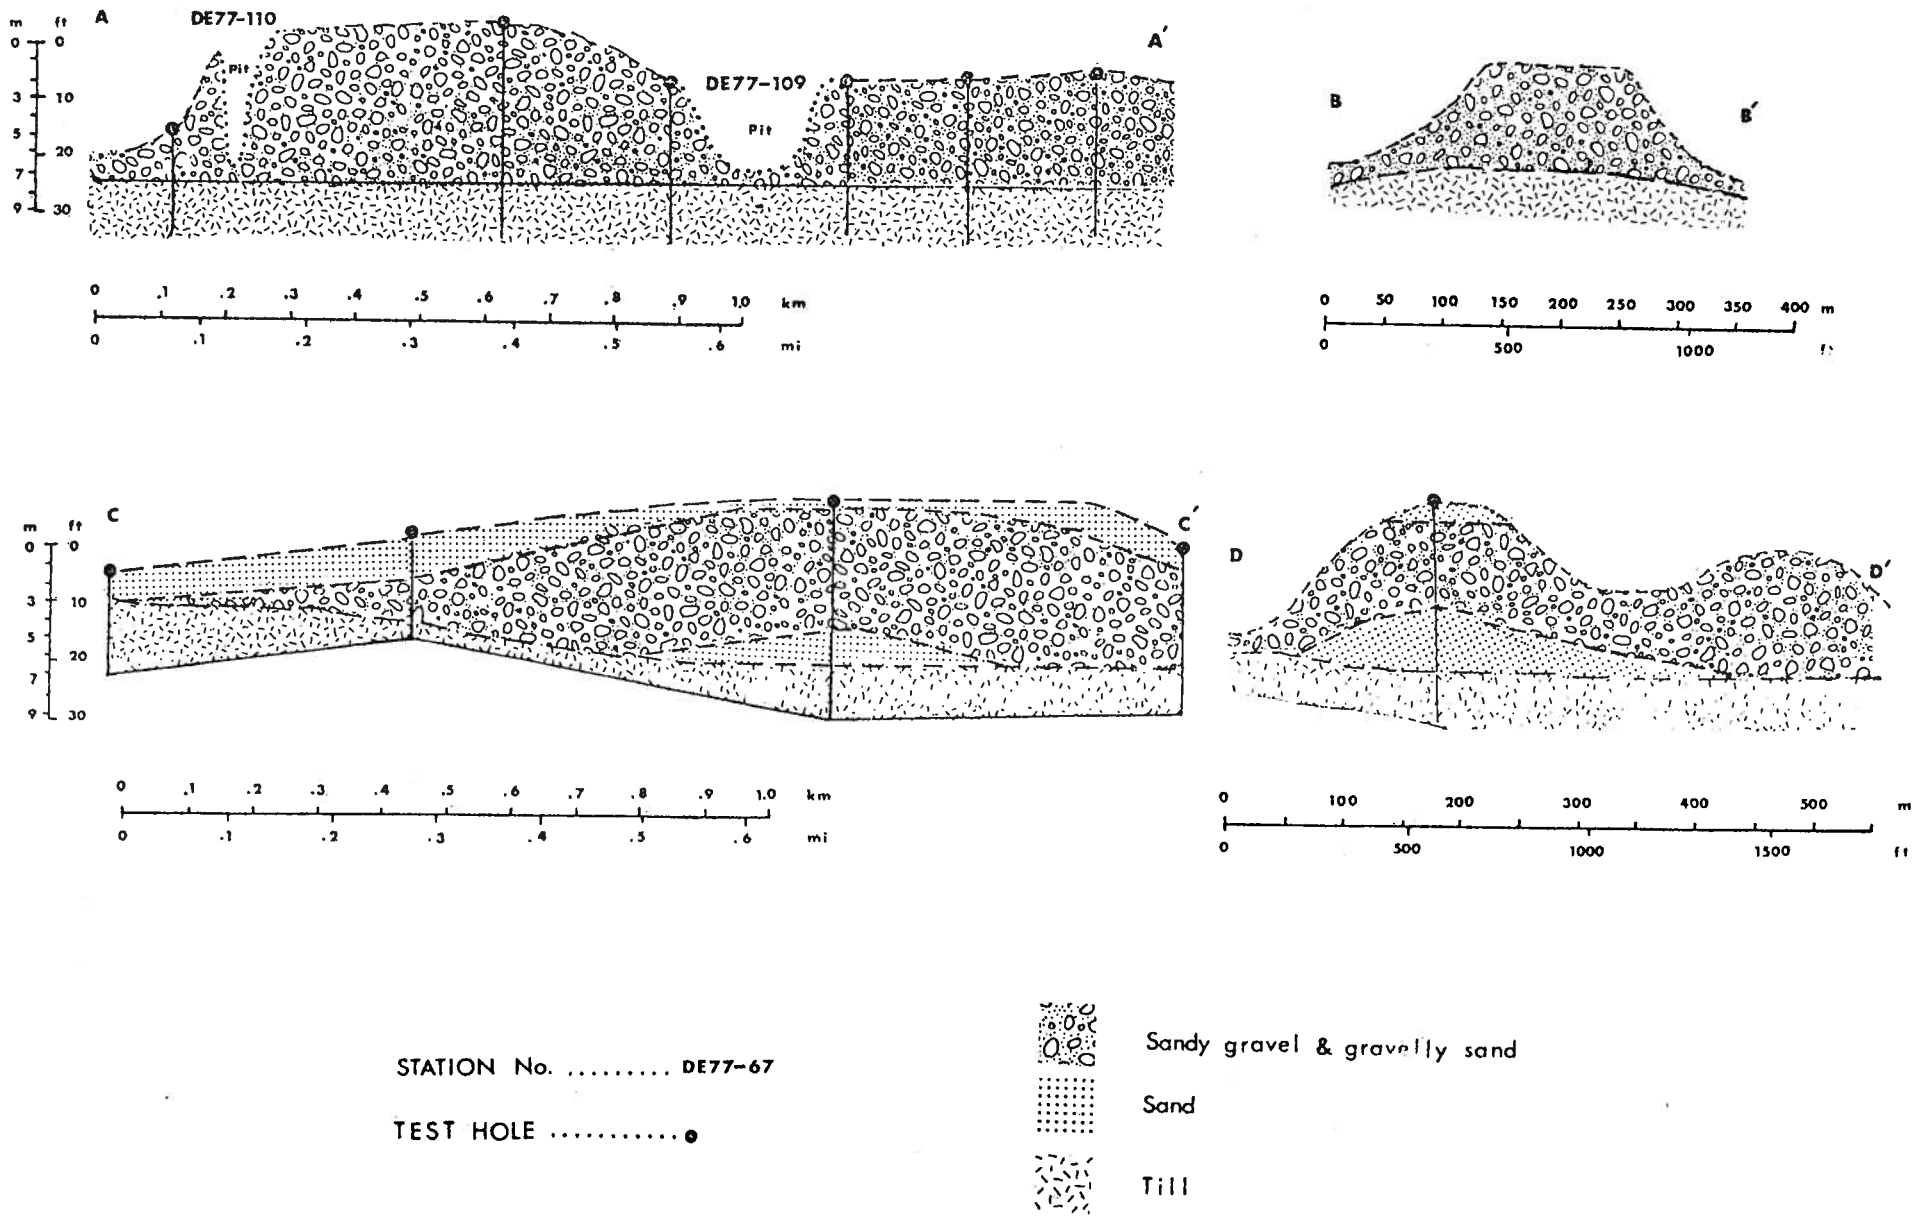 m ft A DE77-110
0 0
Pit
A'
DE77-109
3 10
Pit
5
20
7
9 30
B
B'
0 .1 .2 .3 .4 .5 .6 .7 .8 .9 1.0 km
0 .1 .2 .3 .4 .5 .6 mi
0 50 100 150 200 250 300 350 400 m
0 500 1000
m ft C
0 0
C'
3 10
5
20
7
9 30
D
D'
0 .1 .2 .3 .4 .5 .6 .7 .8 .9 1.0 km
0 .1 .2 .3 .4 .5 .6 mi
0 100 200 300 400 500 m
0 500 1000 1500 ft
STATION No. ......... DE77-67
TEST HOLE ...........
Sandy gravel & gravelly sand
Sand
Till